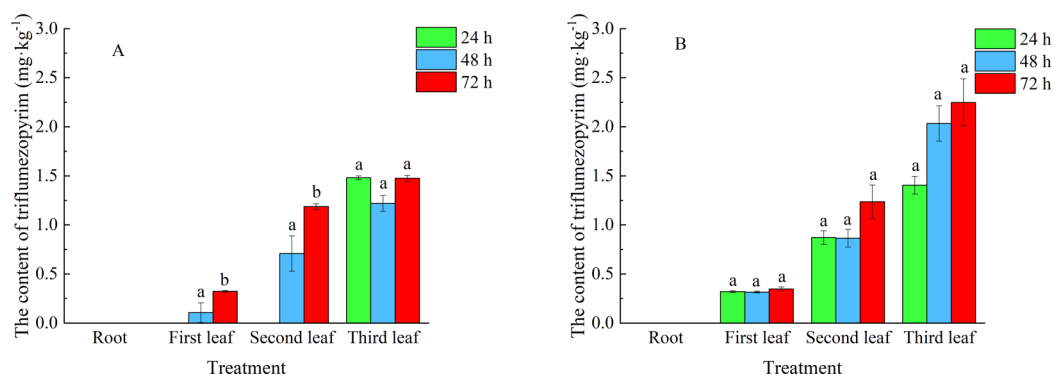 The content of triflumezopyrim (mg·kg⁻¹)
3.0
2.5
2.0
1.5
1.0
0.5
0.0
A
24 h
48 h
72 h
a
b
a
b
a
a
a
Root
First leaf
Second leaf
Third leaf
Treatment
The content of triflumezopyrim (mg·kg⁻¹)
3.0
2.5
2.0
1.5
1.0
0.5
0.0
B
24 h
48 h
72 h
a
a
a
a
a
a
a
a
a
Root
First leaf
Second leaf
Third leaf
Treatment